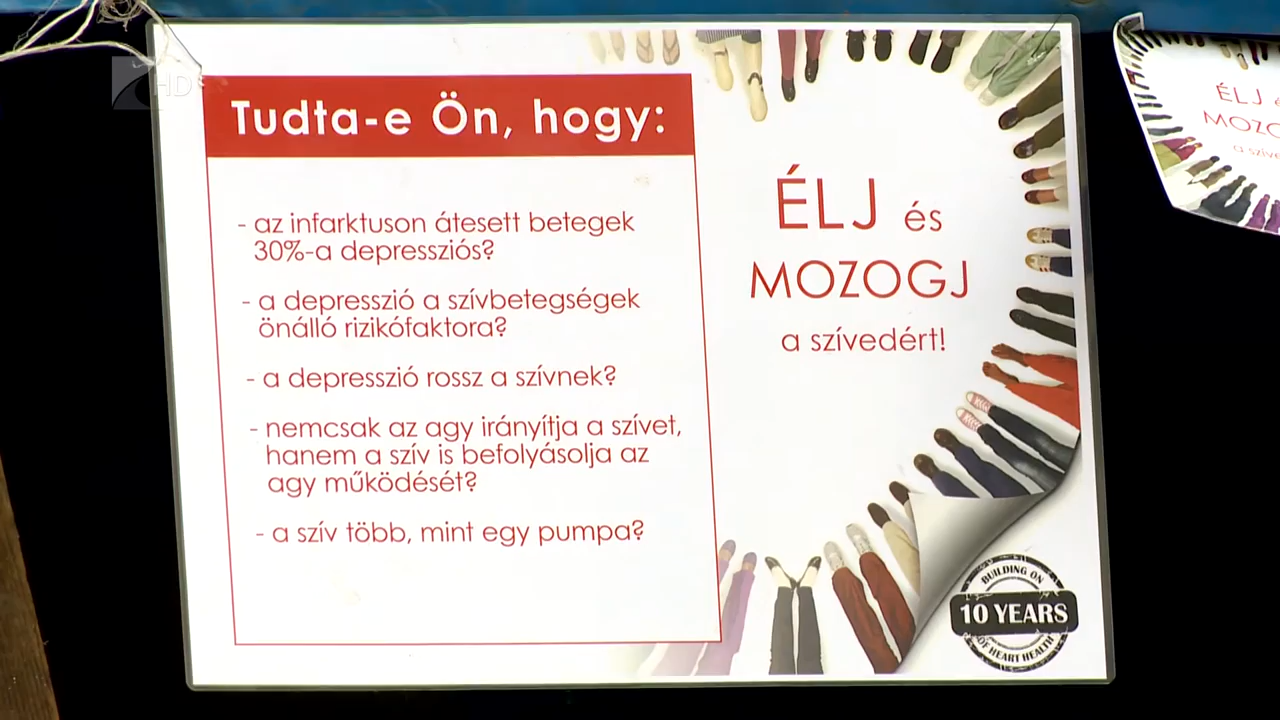 HD
Tudta-e Ön, hogy:
- az infarktuson átesett betegek
30%-a depressziós?
- a depresszió a szívbetegségek
önálló rizikófaktora?
- a depresszió rossz a szívnek?
- nemcsak az agy irányítja a szívet,
hanem a szív is befolyásolja az
agy működését?
- a szív több, mint egy pumpa?
ÉLJ és
MOZOGJ
a szívedért!
BUILDING ON
10 YEARS
OF HEART HEALTH
ÉLJ
MOZO
a szíve